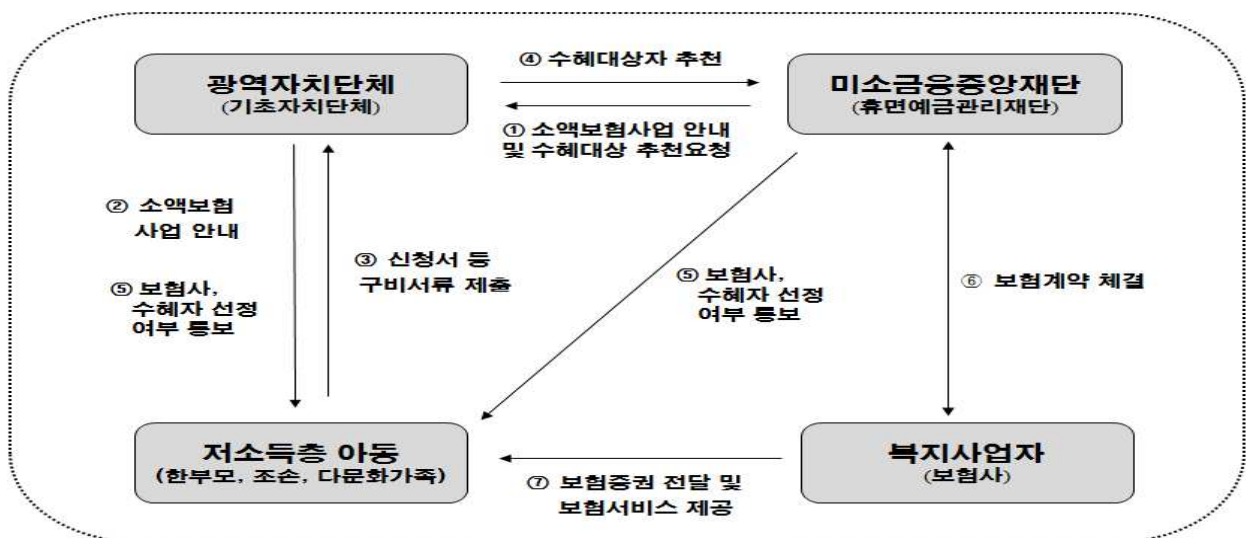 광역자치단체
(기초자치단체)
④ 수혜대상자 추천
미소금융중앙재단
(휴면예금관리재단)
① 소액보험사업 안내
및 수혜대상 추천요청
② 소액보험
사업 안내
③ 신청서 등
구비서류 제출
⑤ 보험사,
수혜자 선정
여부 통보
⑤ 보험사,
수혜자 선정
여부 통보
⑥ 보험계약 체결
저소득층 아동
(한부모, 조손, 다문화가족)
복지사업자
(보험사)
⑦ 보험증권 전달 및
보험서비스 제공